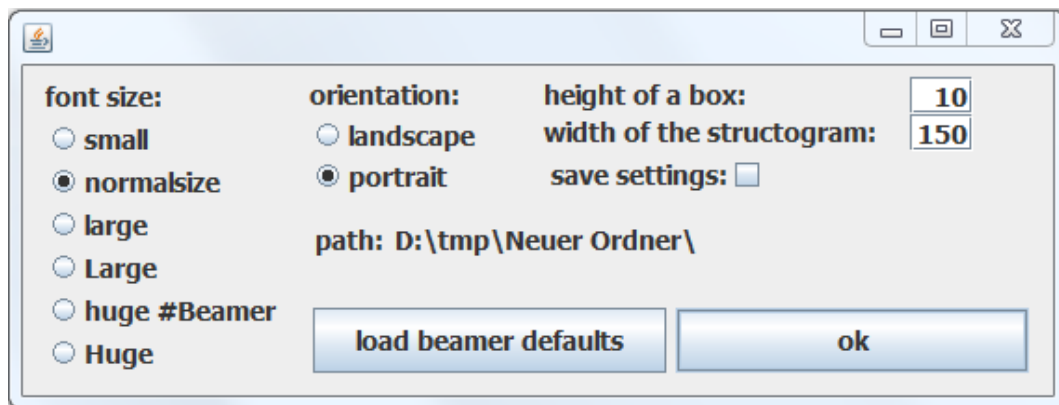 font size:
small
normalsize
large
Large
huge #Beamer
Huge
orientation:
landscape
portrait
height of a box: 10
width of the structogram: 150
save settings:
path: D:\tmp\Neuer Ordner\
load beamer defaults
ok